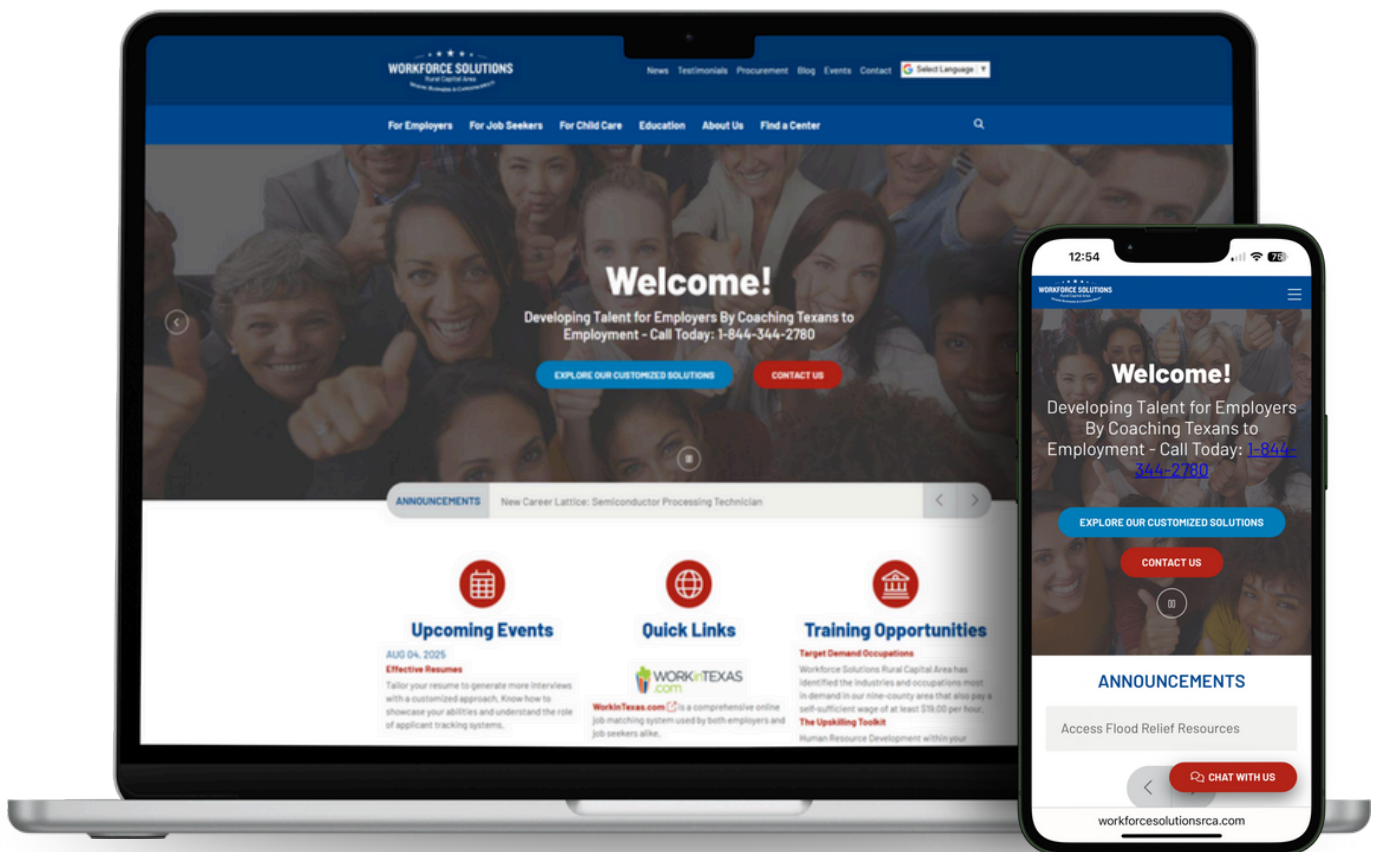 WORKFORCE SOLUTIONS
Rural Capital Area
News Testimonials Procurement Blog Events Contact Select Language
For Employers For Job Seekers For Child Care Education About Us Find a Center
Welcome!
Developing Talent for Employers By Coaching Texans to
Employment - Call Today: 1-844-344-2780
EXPLORE OUR CUSTOMIZED SOLUTIONS CONTACT US
ANNOUNCEMENTS New Career Lattice: Semiconductor Processing Technician
Upcoming Events
AUG 04, 2025
Effective Resumes
Tailor your resume to generate more interviews
with a customized approach. Know how to
showcase your abilities and understand the role
of applicant tracking systems.
Quick Links
WORKinTEXAS
.com
WorkInTexas.com is a comprehensive online
job matching system used by both employers and
job seekers alike.
Training Opportunities
Target Demand Occupations
Workforce Solutions Rural Capital Area has
identified the industries and occupations most
in demand in our nine-county area that also pay a
self-sufficient wage of at least $19.00 per hour.
The Upskilling Toolkit
Human Resource Development within your
12:54
75
WORKFORCE SOLUTIONS
Rural Capital Area
Welcome!
Developing Talent for Employers
By Coaching Texans to
Employment - Call Today: 1-844-
344-2780
EXPLORE OUR CUSTOMIZED SOLUTIONS
CONTACT US
ANNOUNCEMENTS
Access Flood Relief Resources
CHAT WITH US
workforcesolutionsrca.com